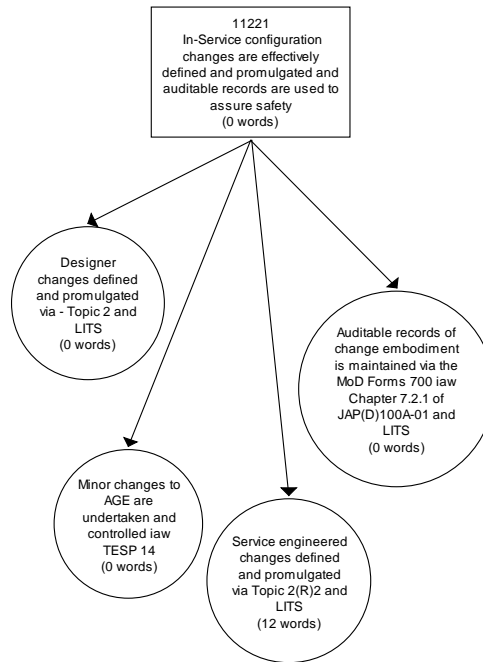 11221
In-Service configuration
changes are effectively
defined and promulgated and
auditable records are used to
assure safety
(0 words)
Designer
changes defined
and promulgated
via - Topic 2 and
LITS
(0 words)
Auditable records of
change embodiment
is maintained via the
MoD Forms 700 iaw
Chapter 7.2.1 of
JAP(D)100A-01 and
LITS
(0 words)
Minor changes to
AGE are
undertaken and
controlled iaw
TESP 14
(0 words)
Service engineered
changes defined
and promulgated
via Topic 2(R)2 and
LITS
(12 words)